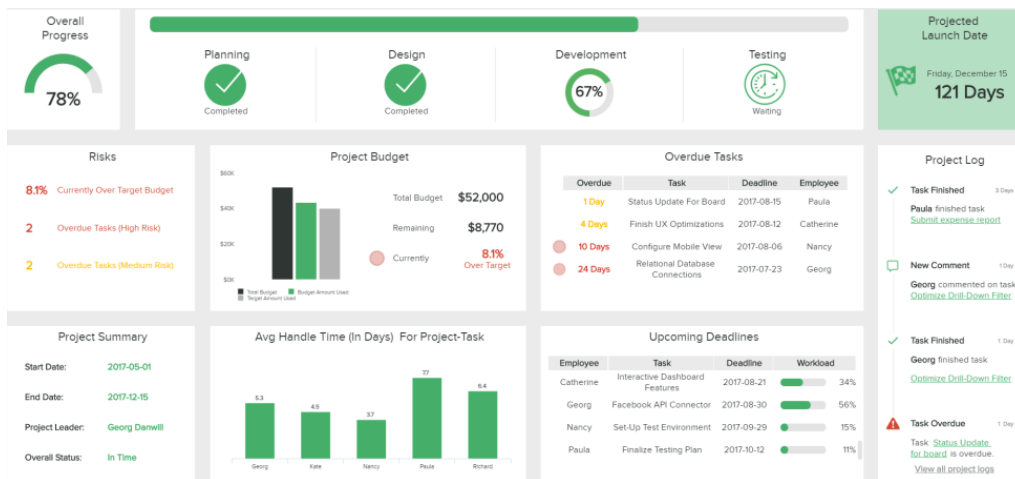 Overall
Progress
78%
Planning
Completed
Design
Completed
Development
67%
Testing
Waiting
Projected
Launch Date
Friday, December 15
121 Days
Risks
8.1% Currently Over Target Budget
2 Overdue Tasks (High Risk)
2 Overdue Tasks (Medium Risk)
Project Budget
$60K
$40K
$20K
$0K
Total Budget Budget Amount Used
Target Amount Used
Total Budget $52,000
Remaining $8,770
Currently 8.1%
Over Target
Overdue Tasks
Overdue Task Deadline Employee
1 Day Status Update For Board 2017-08-15 Paula
4 Days Finish UX Optimizations 2017-08-12 Catherine
10 Days Configure Mobile View 2017-08-06 Nancy
24 Days Relational Database Connections 2017-07-23 Georg
Project Log
Task Finished 3 Days
Paula finished task
Submit expense report
New Comment 1 Day
Georg commented on task
Optimize Drill-Down Filter
Task Finished 1 Day
Georg finished task
Optimize Drill-Down Filter
Task Overdue 1 Day
Task Status Update
for board is overdue.
View all project logs
Project Summary
Start Date: 2017-05-01
End Date: 2017-12-15
Project Leader: Georg Danwill
Overall Status: In Time
Avg Handle Time (In Days) For Project-Task
5.3
4.5
3.7
7.7
6.4
Georg Kate Nancy Paula Richard
Upcoming Deadlines
Employee Task Deadline Workload
Catherine Interactive Dashboard Features 2017-08-21 34%
Georg Facebook API Connector 2017-08-30 56%
Nancy Set-Up Test Environment 2017-09-29 15%
Paula Finalize Testing Plan 2017-10-12 11%